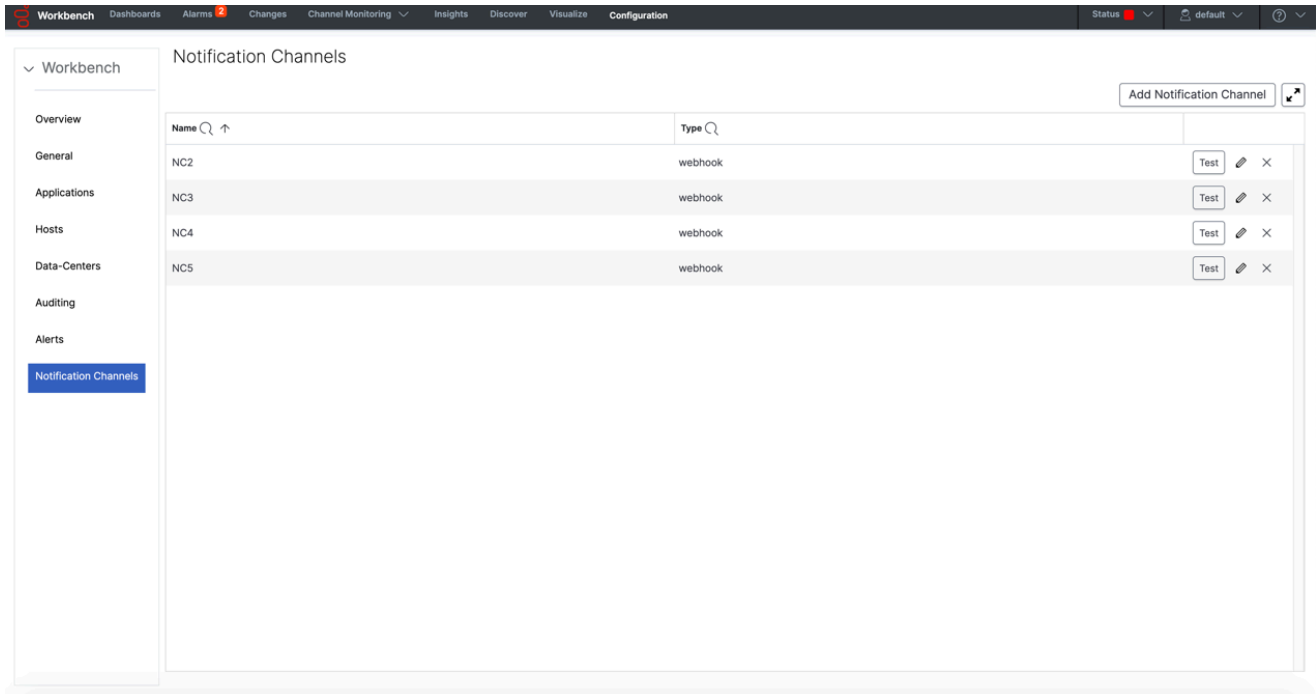 Workbench Dashboards Alarms 2 Changes Channel Monitoring Insights Discover Visualize Configuration Status default ?
Workbench
Overview
General
Applications
Hosts
Data-Centers
Auditing
Alerts
Notification Channels
Notification Channels
Add Notification Channel
Name Type
NC2 webhook Test
NC3 webhook Test
NC4 webhook Test
NC5 webhook Test